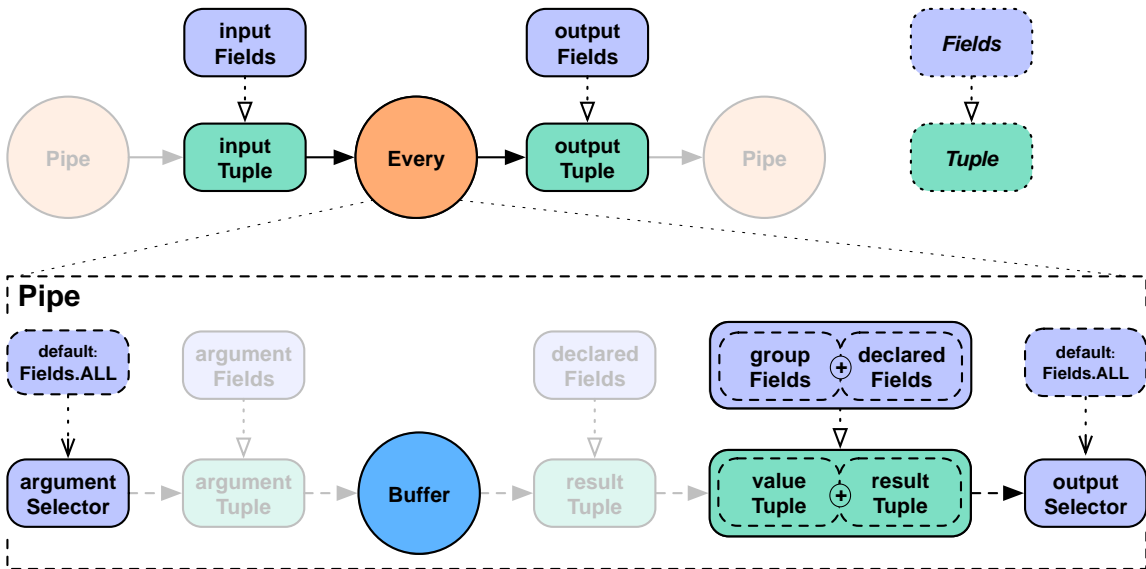 input
Fields
output
Fields
Fields
Pipe
input
Tuple
Every
output
Tuple
Pipe
Tuple
Pipe
default:
Fields.ALL
argument
Fields
declared
Fields
group
Fields
+
declared
Fields
default:
Fields.ALL
argument
Selector
argument
Tuple
Buffer
result
Tuple
value
Tuple
+
result
Tuple
output
Selector